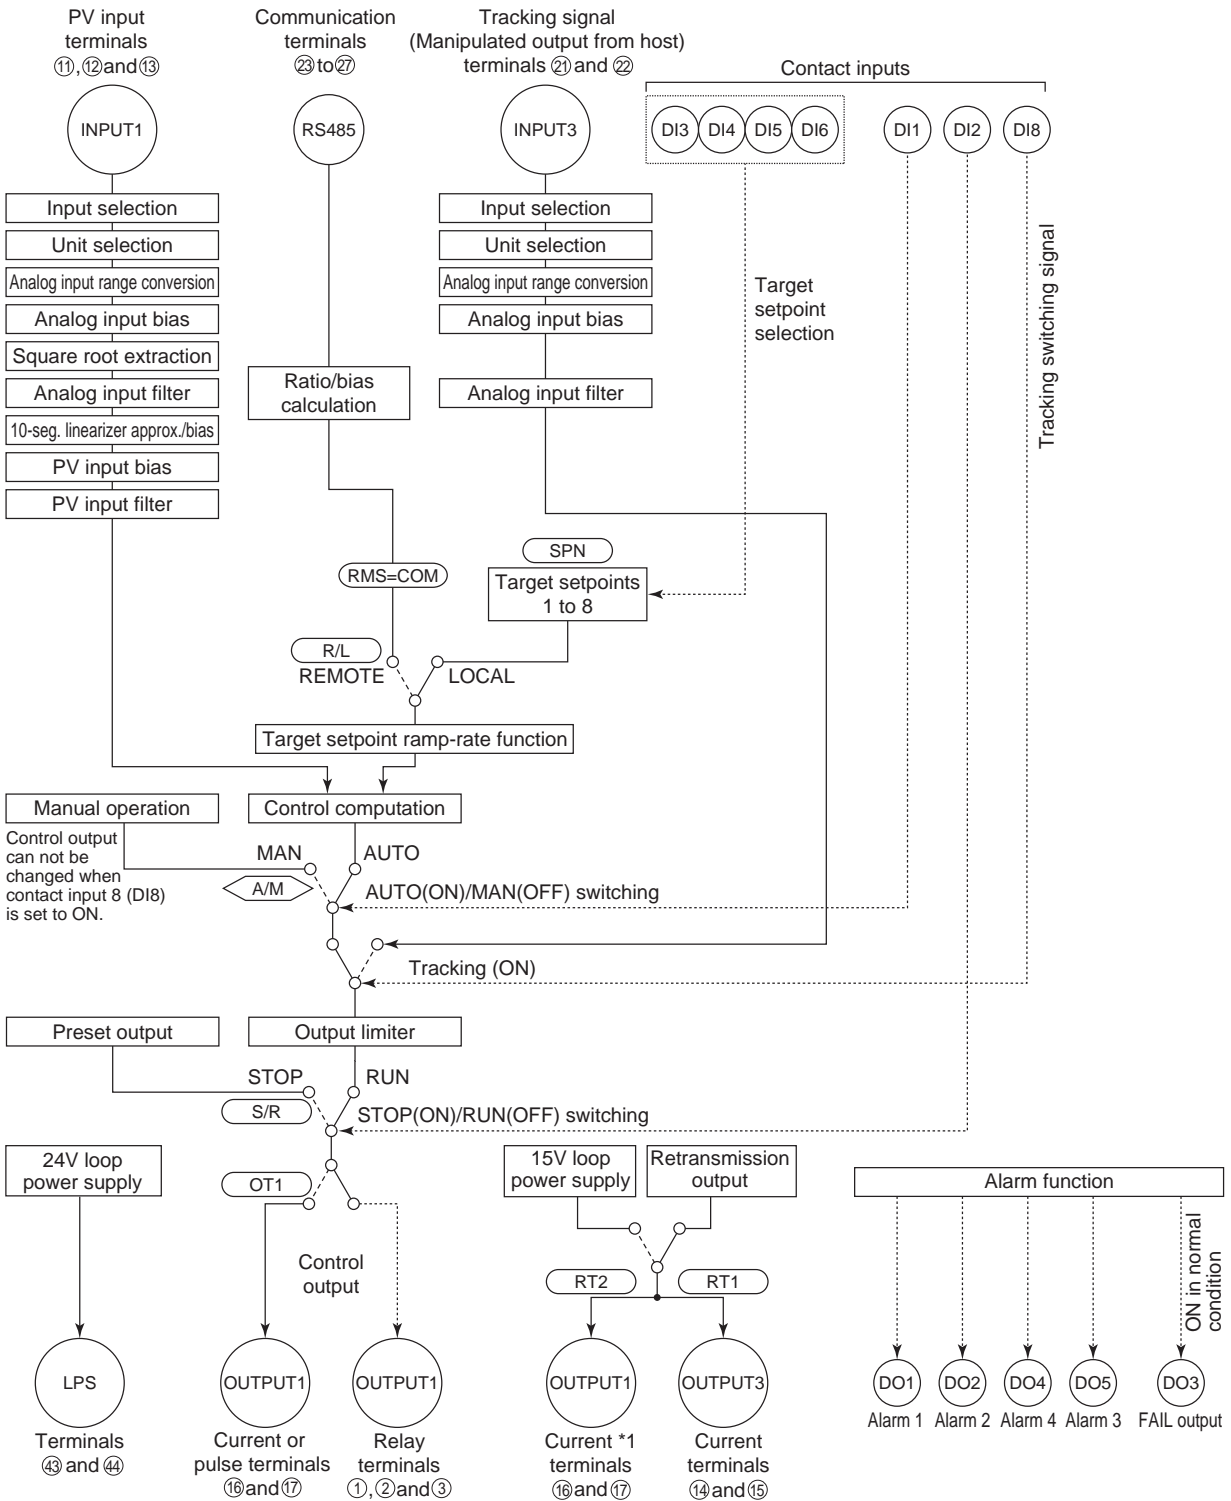 PV input
terminals
⑪,⑫and⑬
Communication
terminals
㉓to㉗
Tracking signal
(Manipulated output from host)
terminals ㉑ and ㉒
Contact inputs
INPUT1
RS485
INPUT3
DI3
DI4
DI5
DI6
DI1
DI2
DI8
Input selection
Unit selection
Analog input range conversion
Analog input bias
Square root extraction
Analog input filter
10-seg. linearizer approx./bias
PV input bias
PV input filter
Ratio/bias
calculation
Input selection
Unit selection
Analog input range conversion
Analog input bias
Analog input filter
Target
setpoint
selection
Tracking switching signal
SPN
RMS=COM
Target setpoints
1 to 8
R/L
REMOTE
LOCAL
Target setpoint ramp-rate function
Manual operation
Control computation
Control output
can not be
changed when
contact input 8 (DI8)
is set to ON.
MAN
AUTO
A/M
AUTO(ON)/MAN(OFF) switching
Tracking (ON)
Preset output
Output limiter
STOP
RUN
S/R
STOP(ON)/RUN(OFF) switching
24V loop
power supply
OT1
15V loop
power supply
Retransmission
output
Alarm function
Control
output
RT2
RT1
ON in normal
condition
LPS
OUTPUT1
OUTPUT1
OUTPUT1
OUTPUT3
DO1
DO2
DO4
DO5
DO3
Alarm 1
Alarm 2
Alarm 4
Alarm 3
FAIL output
Terminals
㊸ and ㊹
Current or
pulse terminals
⑯and⑰
Relay
terminals
①,②and③
Current *1
terminals
⑯ and ⑰
Current
terminals
⑭ and ⑮